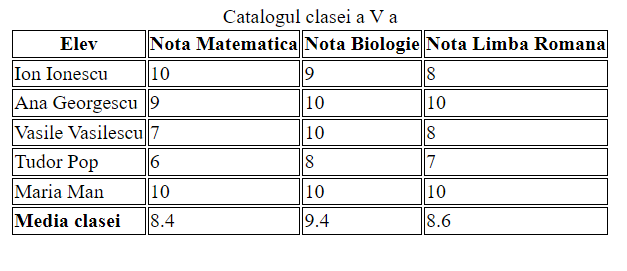 Catalogul clasei a V a
Elev Nota Matematica Nota Biologie Nota Limba Romana
Ion Ionescu 10 9 8
Ana Georgescu 9 10 10
Vasile Vasilescu 7 10 8
Tudor Pop 6 8 7
Maria Man 10 10 10
Media clasei 8.4 9.4 8.6